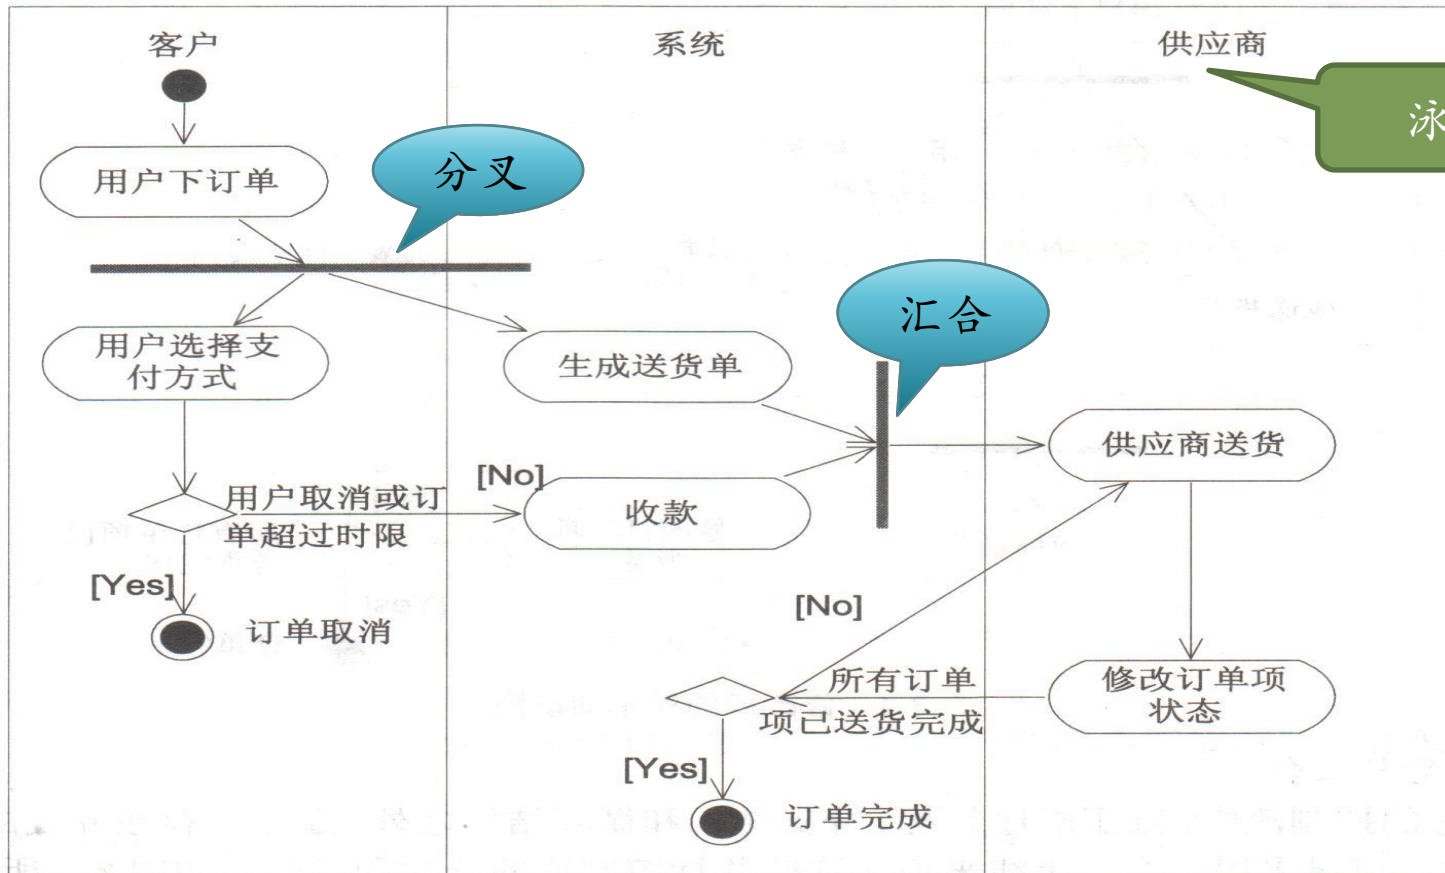 客户
系统
供应商
泳
用户下订单
分叉
用户选择支
付方式
生成送货单
汇合
供应商送货
[No]
用户取消或订
单超过时限
收款
[Yes]
订单取消
[No]
所有订单
项已送货完成
修改订单项
状态
[Yes]
订单完成